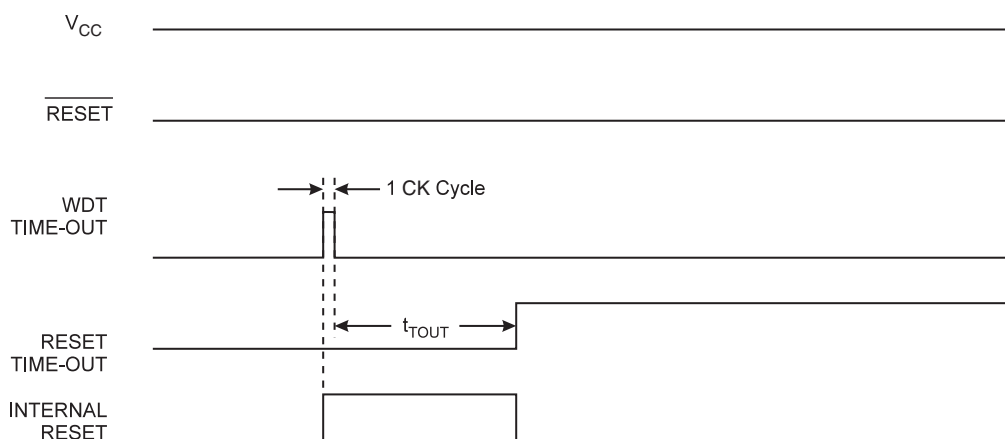 VCC
RESET
1 CK Cycle
WDT
TIME-OUT
tTOUT
RESET
TIME-OUT
INTERNAL
RESET